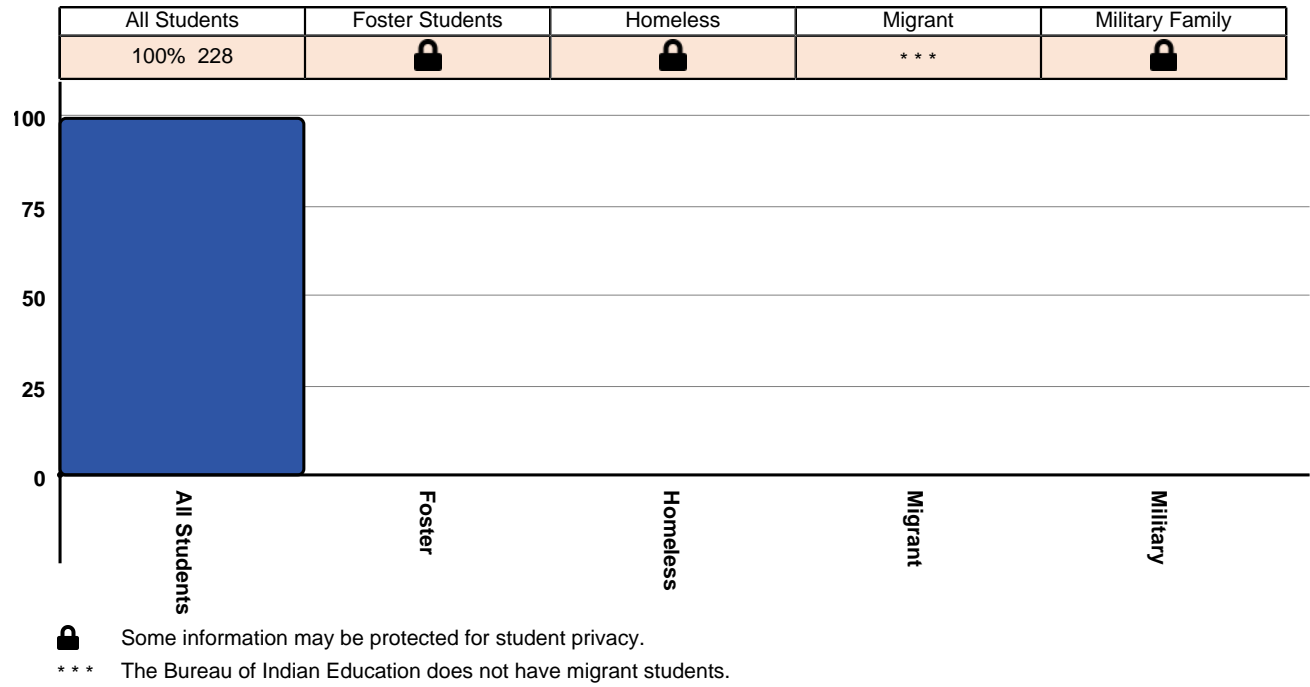 All Students Foster Students Homeless Migrant Military Family
100% 228 * * *
100
75
50
25
0
All Students
Foster
Homeless
Migrant
Military
Some information may be protected for student privacy.
* * * The Bureau of Indian Education does not have migrant students.